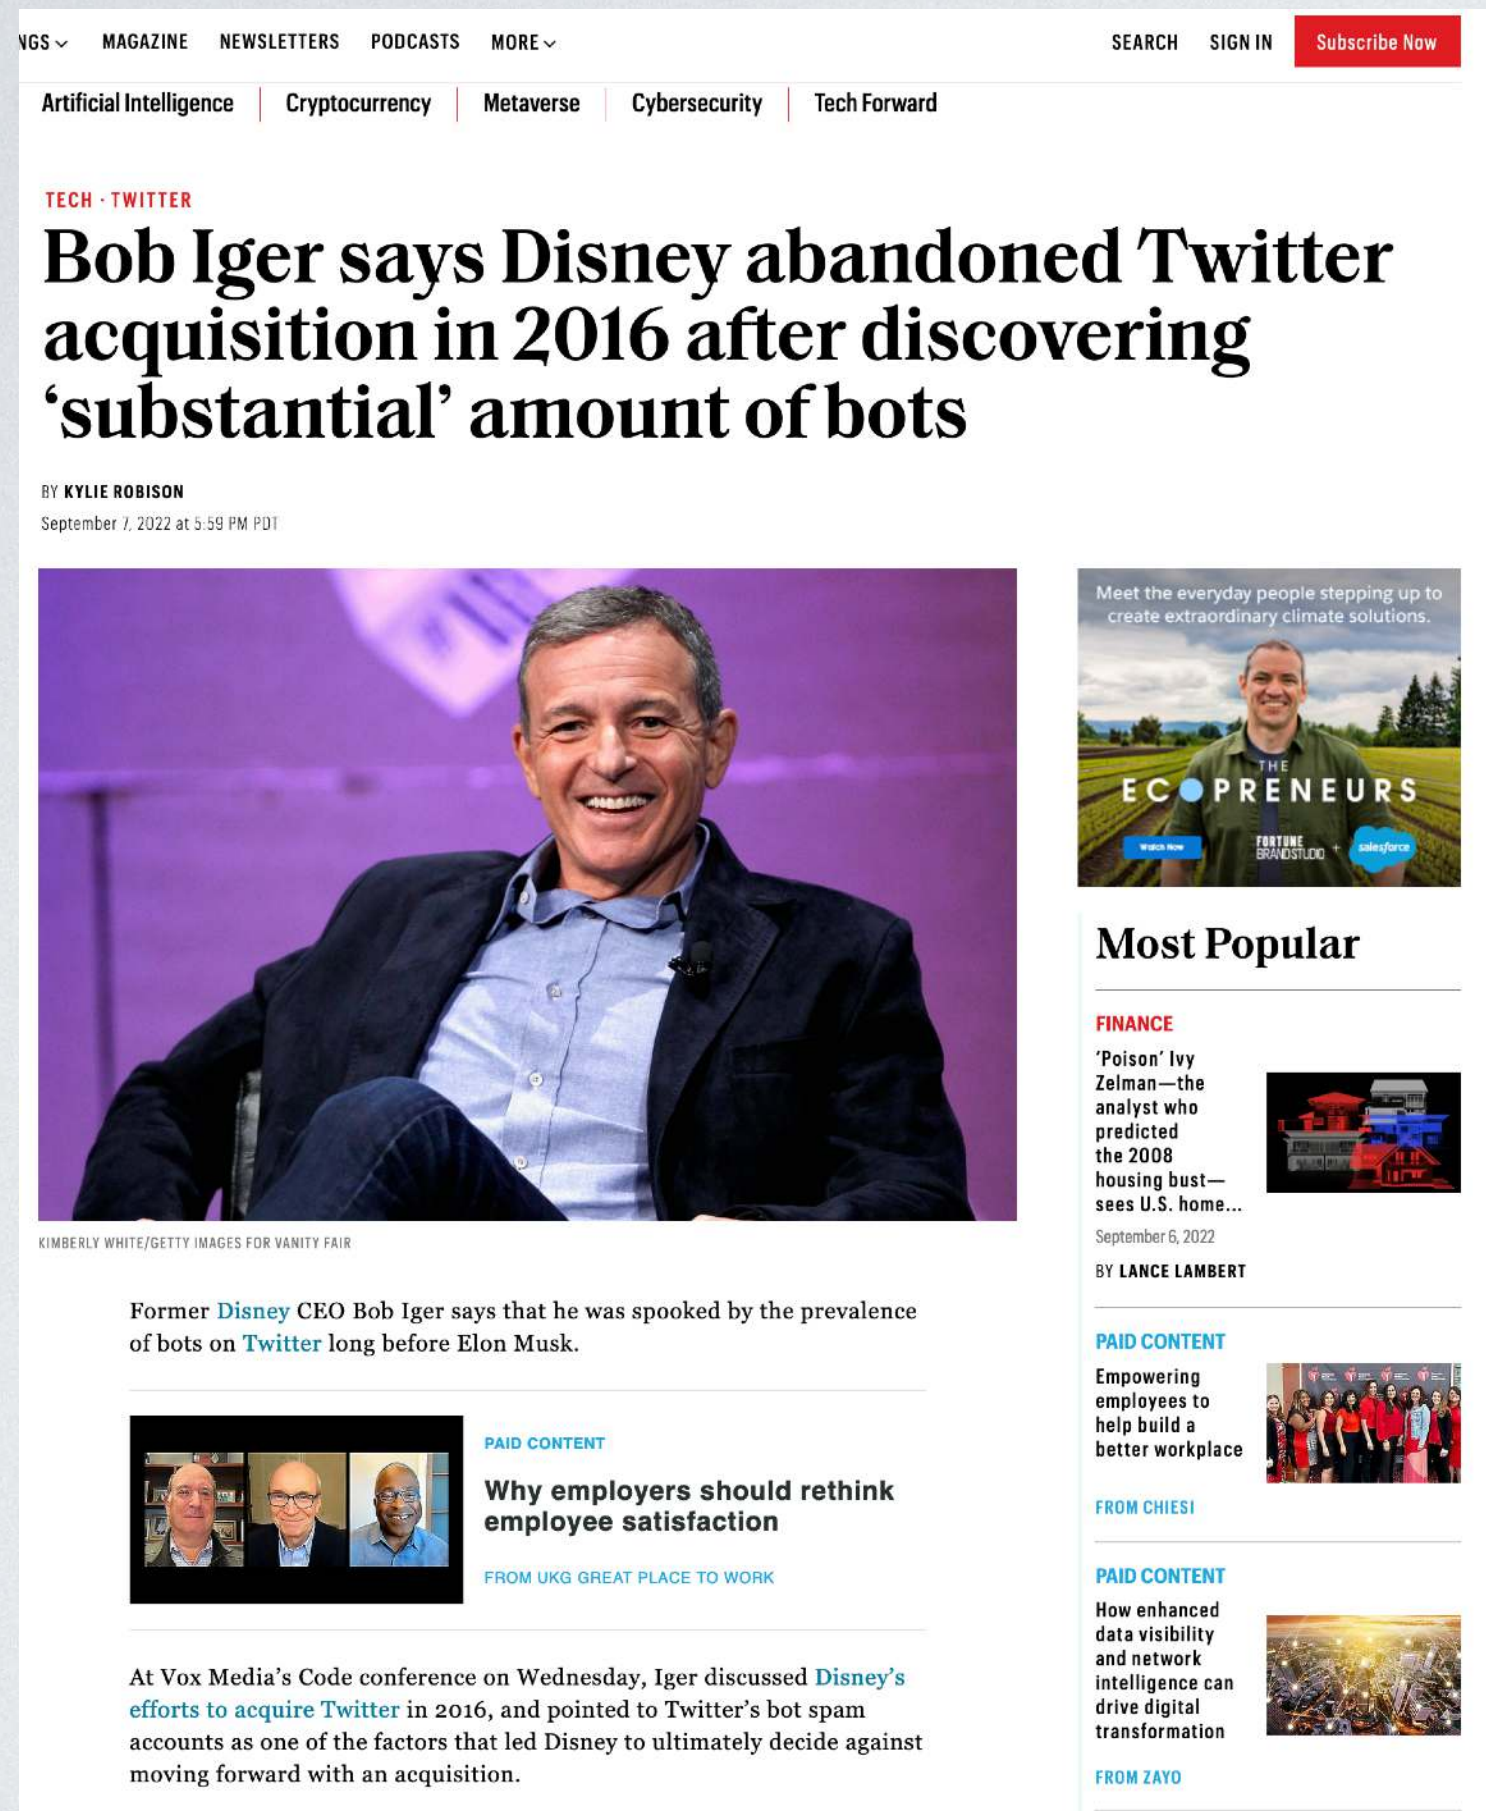 NGS
MAGAZINE
NEWSLETTERS
PODCASTS
MORE
SEARCH
SIGN IN
Subscribe Now
Artificial Intelligence
Cryptocurrency
Metaverse
Cybersecurity
Tech Forward
TECH · TWITTER
Bob Iger says Disney abandoned Twitter
acquisition in 2016 after discovering
‘substantial’ amount of bots
BY KYLIE ROBISON
September 7, 2022 at 5:59 PM PDT
KIMBERLY WHITE/GETTY IMAGES FOR VANITY FAIR
Former Disney CEO Bob Iger says that he was spooked by the prevalence
of bots on Twitter long before Elon Musk.
PAID CONTENT
Why employers should rethink
employee satisfaction
FROM UKG GREAT PLACE TO WORK
At Vox Media’s Code conference on Wednesday, Iger discussed Disney’s
efforts to acquire Twitter in 2016, and pointed to Twitter’s bot spam
accounts as one of the factors that led Disney to ultimately decide against
moving forward with an acquisition.
Meet the everyday people stepping up to
create extraordinary climate solutions.
THE
ECOPRENEURS
Watch Now
FORTUNE
BRANDSTUDIO
+
salesforce
Most Popular
FINANCE
‘Poison’ Ivy
Zelman—the
analyst who
predicted
the 2008
housing bust—
sees U.S. home...
September 6, 2022
BY LANCE LAMBERT
PAID CONTENT
Empowering
employees to
help build a
better workplace
FROM CHIESI
PAID CONTENT
How enhanced
data visibility
and network
intelligence can
drive digital
transformation
FROM ZAYO